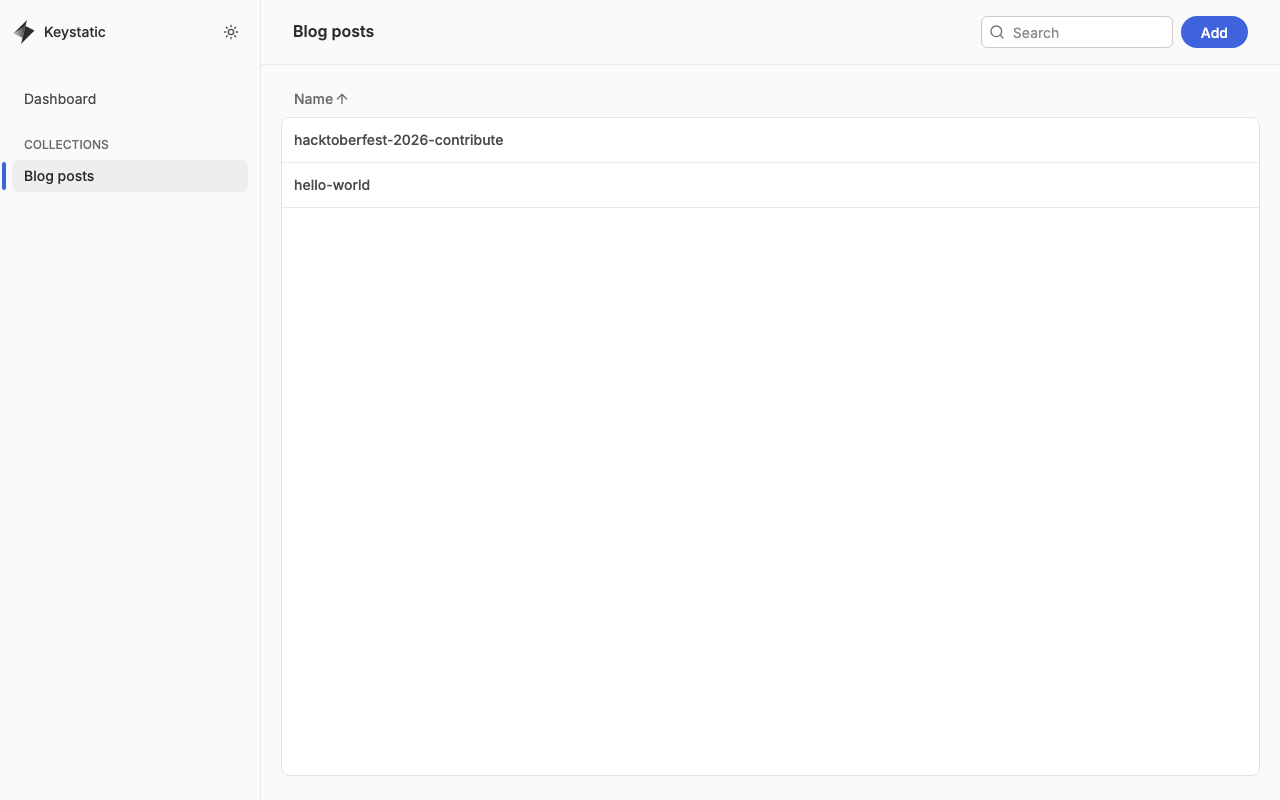 Keystatic
Dashboard
COLLECTIONS
Blog posts
Blog posts
Search
Add
Name
hacktoberfest-2026-contribute
hello-world